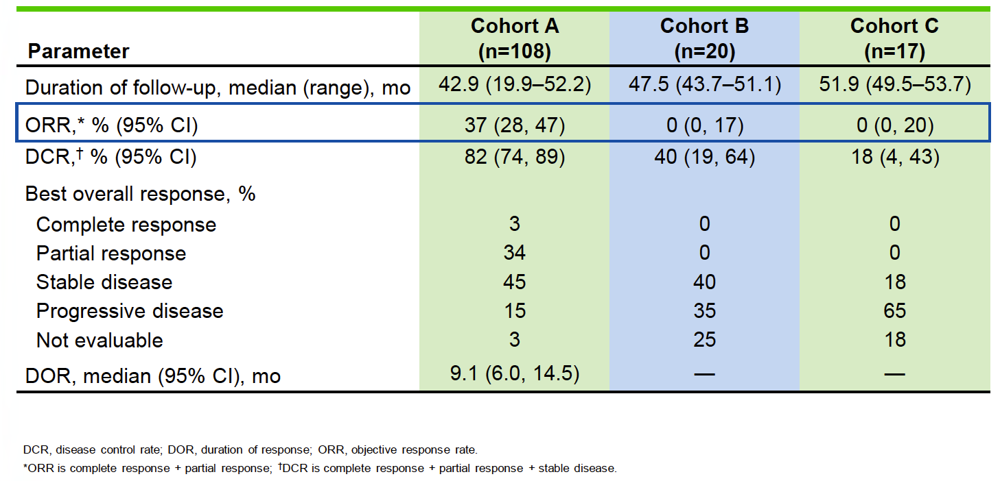 Cohort A Cohort B Cohort C
Parameter (n=108) (n=20) (n=17)
Duration of follow-up, median (range), mo 42.9 (19.9–52.2) 47.5 (43.7–51.1) 51.9 (49.5–53.7)
ORR,* % (95% CI) 37 (28, 47) 0 (0, 17) 0 (0, 20)
DCR,† % (95% CI) 82 (74, 89) 40 (19, 64) 18 (4, 43)
Best overall response, %
Complete response 3 0 0
Partial response 34 0 0
Stable disease 45 40 18
Progressive disease 15 35 65
Not evaluable 3 25 18
DOR, median (95% CI), mo 9.1 (6.0, 14.5) — —
DCR, disease control rate; DOR, duration of response; ORR, objective response rate.
*ORR is complete response + partial response; †DCR is complete response + partial response + stable disease.